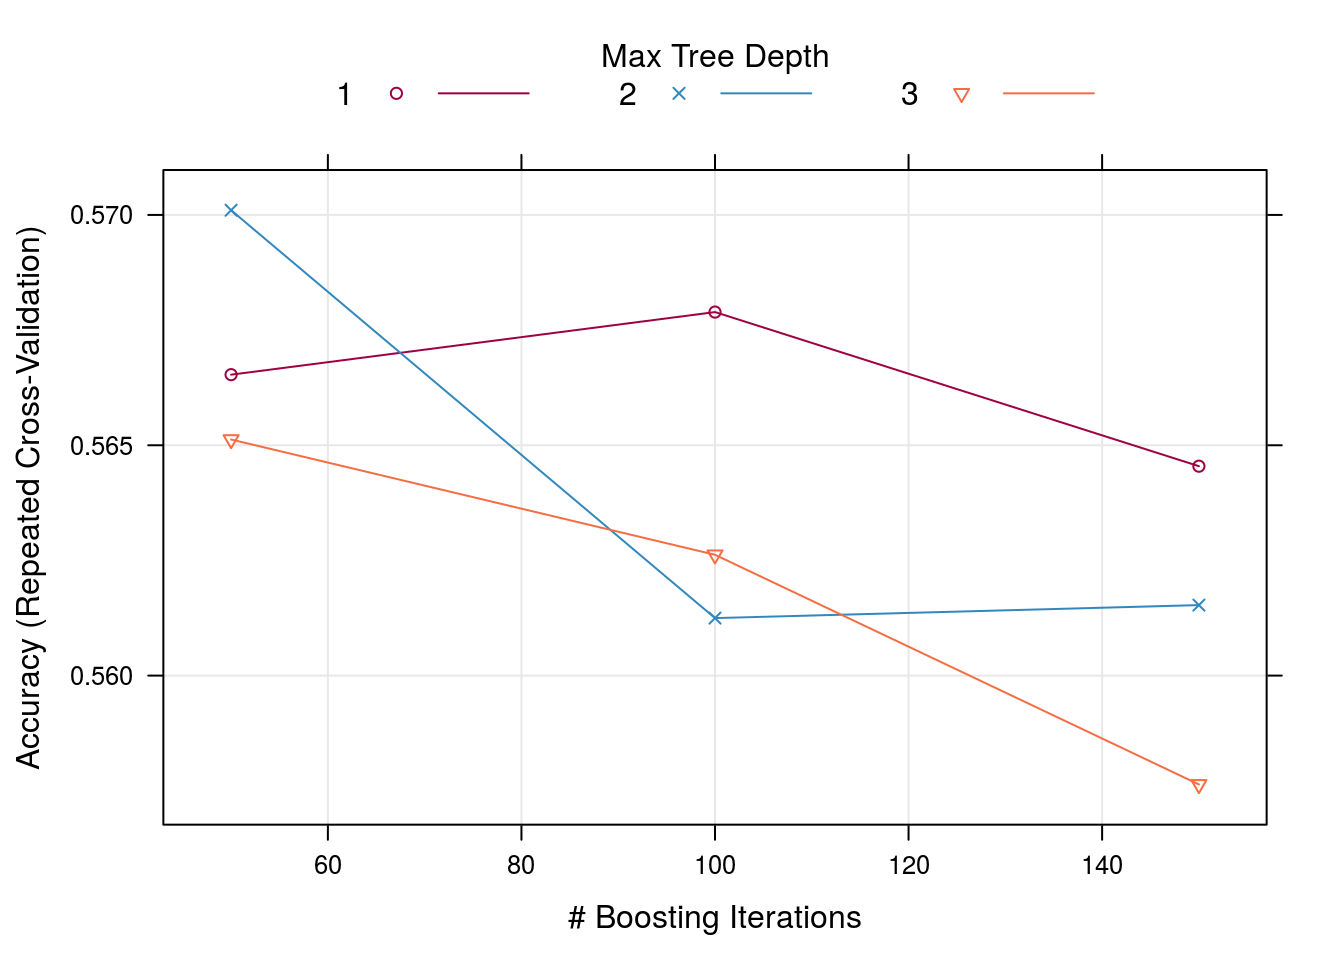 Max Tree Depth
1 2 3
0.570
0.565
0.560
Accuracy (Repeated Cross-Validation)
60 80 100 120 140
# Boosting Iterations